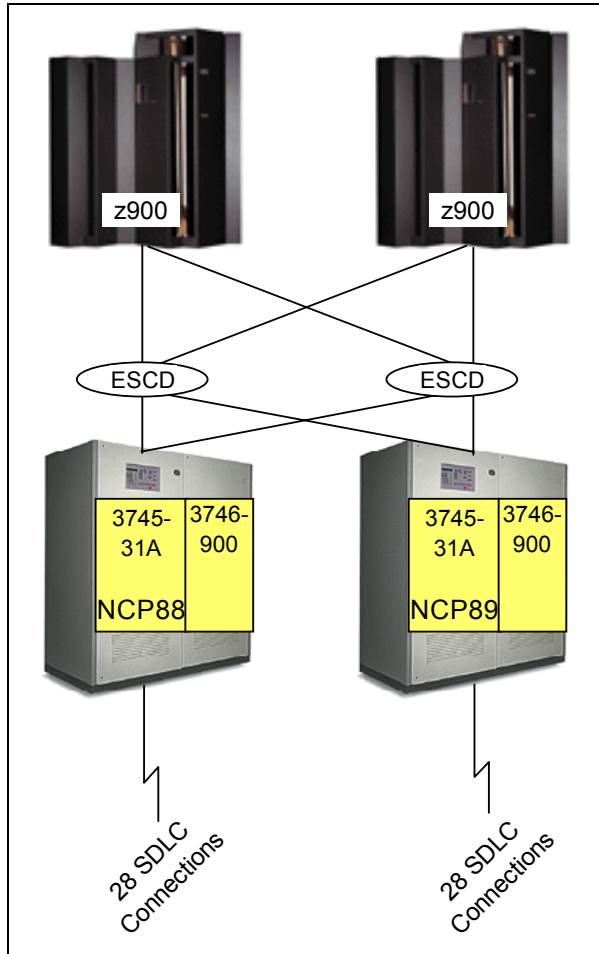 z900
z900
ESCD
ESCD
3745-
31A
NCP88
3746-
900
3745-
31A
NCP89
3746-
900
28 SDLC
Connections
28 SDLC
Connections